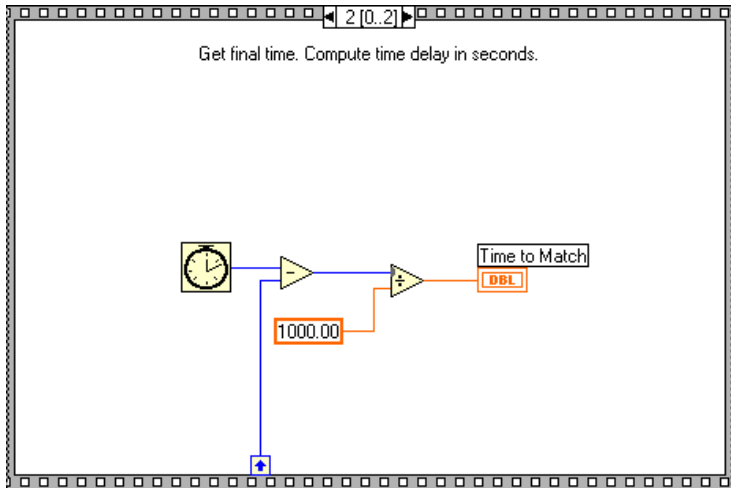 2 [0..2]
Get final time. Compute time delay in seconds.
Time to Match
DBL
1000.00